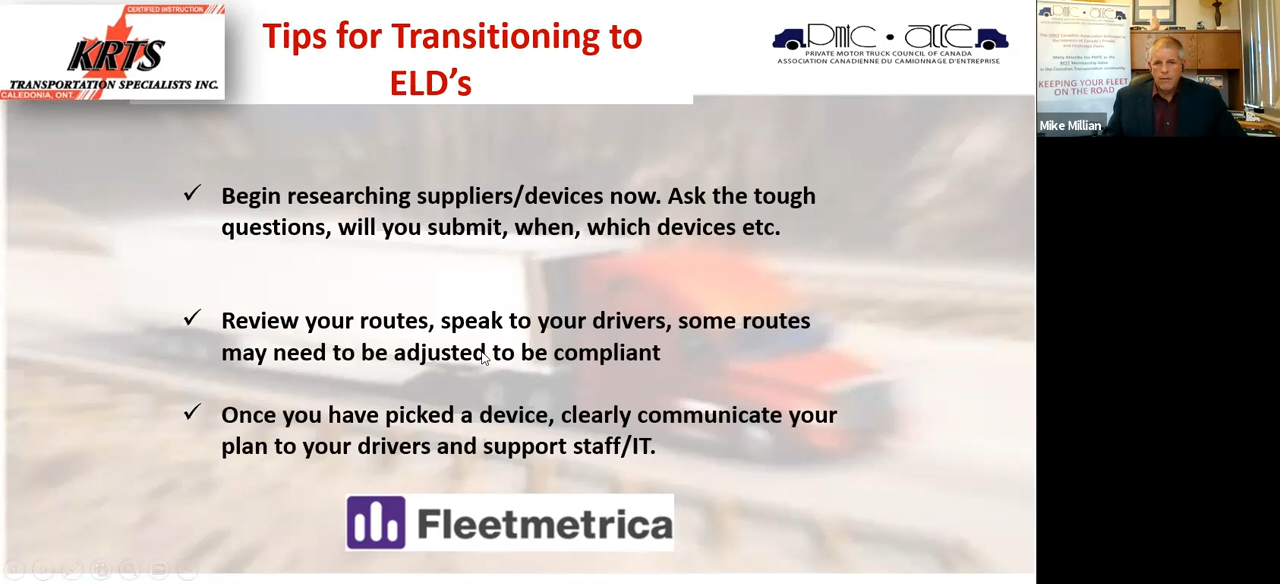 CERTIFIED INSTRUCTION
KRTS
TRANSPORTATION SPECIALISTS INC.
CALEDONIA, ONT.
Tips for Transitioning to
ELD’s
pmtc • acce
PRIVATE MOTOR TRUCK COUNCIL OF CANADA
ASSOCIATION CANADIENNE DU CAMIONNAGE D'ENTREPRISE
✓ Begin researching suppliers/devices now. Ask the tough
questions, will you submit, when, which devices etc.
✓ Review your routes, speak to your drivers, some routes
may need to be adjusted to be compliant
✓ Once you have picked a device, clearly communicate your
plan to your drivers and support staff/IT.
Fleetmetrica
KEEPING YOUR FLEET
ON THE ROAD
Mike Millian